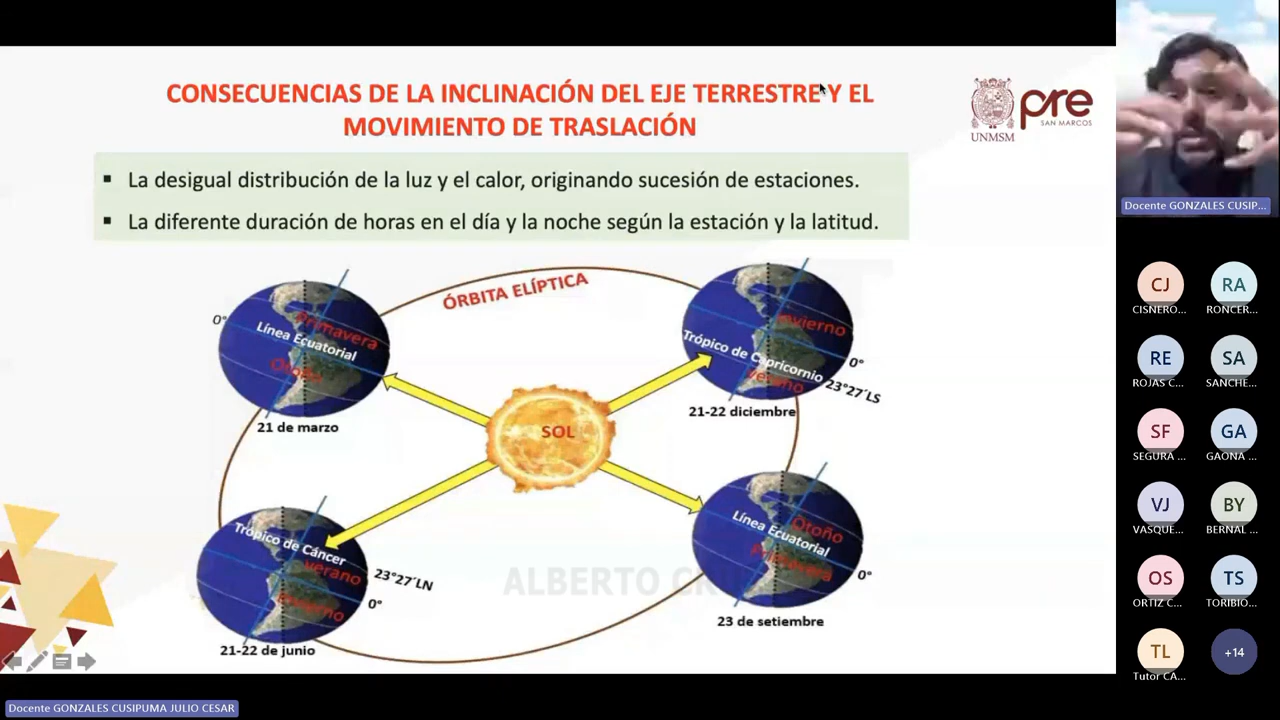 CONSECUENCIAS DE LA INCLINACIÓN DEL EJE TERRESTRE Y EL
MOVIMIENTO DE TRASLACIÓN
UNMSM
pre
SAN MARCOS
▪ La desigual distribución de la luz y el calor, originando sucesión de estaciones.
▪ La diferente duración de horas en el día y la noche según la estación y la latitud.
ÓRBITA ELÍPTICA
0°
Primavera
Línea Ecuatorial
Otoño
21 de marzo
Invierno
Trópico de Capricornio
Verano
0°
23°27´LS
21-22 diciembre
SOL
Trópico de Cáncer
verano
Invierno
23°27´LN
0°
21-22 de junio
Otoño
Línea Ecuatorial
Primavera
0°
23 de setiembre
ALBERTO
Docente GONZALES CUSIP...
CJ
CISNERO...
RA
RONCER...
RE
ROJAS C...
SA
SANCHE...
SF
SEGURA ...
GA
GAONA ...
VJ
VASQUE...
BY
BERNAL ...
OS
ORTIZ C...
TS
TORIBIO...
TL
Tutor CA...
+14
Docente GONZALES CUSIPUMA JULIO CESAR